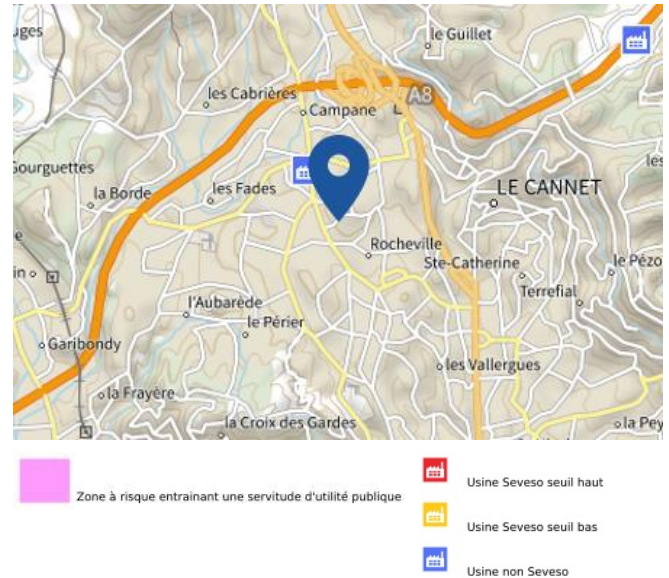 uges
le Guillet
les Cabrières
Campane
A8
Gourguettes
les
la Borde
les Fades
LE CANNET
Rocheville
Ste-Catherine
le Pézo
in
Terrefial
l'Aubarède
le Périer
Garibondy
les Vallergues
la Frayère
la Croix des Gardes
la Pey
Zone à risque entrainant une servitude d'utilité publique
Usine Seveso seuil haut
Usine Seveso seuil bas
Usine non Seveso